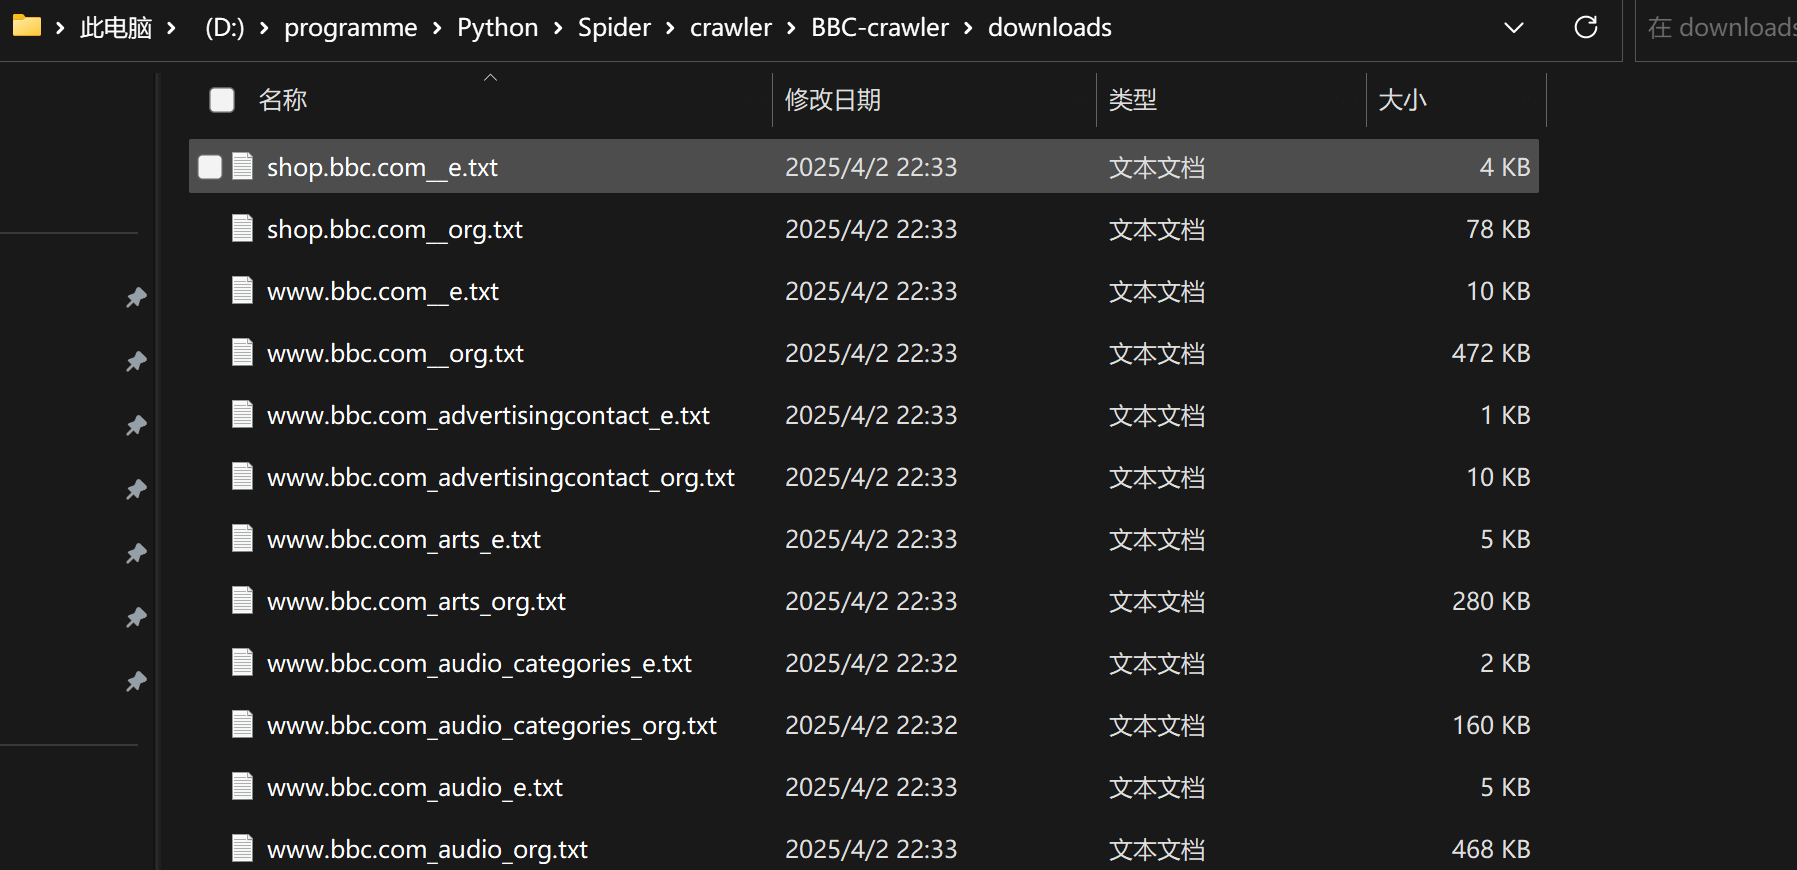 此电脑 (D:) programme Python Spider crawler BBC-crawler downloads 在 downloads
名称 修改日期 类型 大小
shop.bbc.com__e.txt 2025/4/2 22:33 文本文档 4 KB
shop.bbc.com__org.txt 2025/4/2 22:33 文本文档 78 KB
www.bbc.com__e.txt 2025/4/2 22:33 文本文档 10 KB
www.bbc.com__org.txt 2025/4/2 22:33 文本文档 472 KB
www.bbc.com_advertisingcontact_e.txt 2025/4/2 22:33 文本文档 1 KB
www.bbc.com_advertisingcontact_org.txt 2025/4/2 22:33 文本文档 10 KB
www.bbc.com_arts_e.txt 2025/4/2 22:33 文本文档 5 KB
www.bbc.com_arts_org.txt 2025/4/2 22:33 文本文档 280 KB
www.bbc.com_audio_categories_e.txt 2025/4/2 22:32 文本文档 2 KB
www.bbc.com_audio_categories_org.txt 2025/4/2 22:32 文本文档 160 KB
www.bbc.com_audio_e.txt 2025/4/2 22:33 文本文档 5 KB
www.bbc.com_audio_org.txt 2025/4/2 22:33 文本文档 468 KB